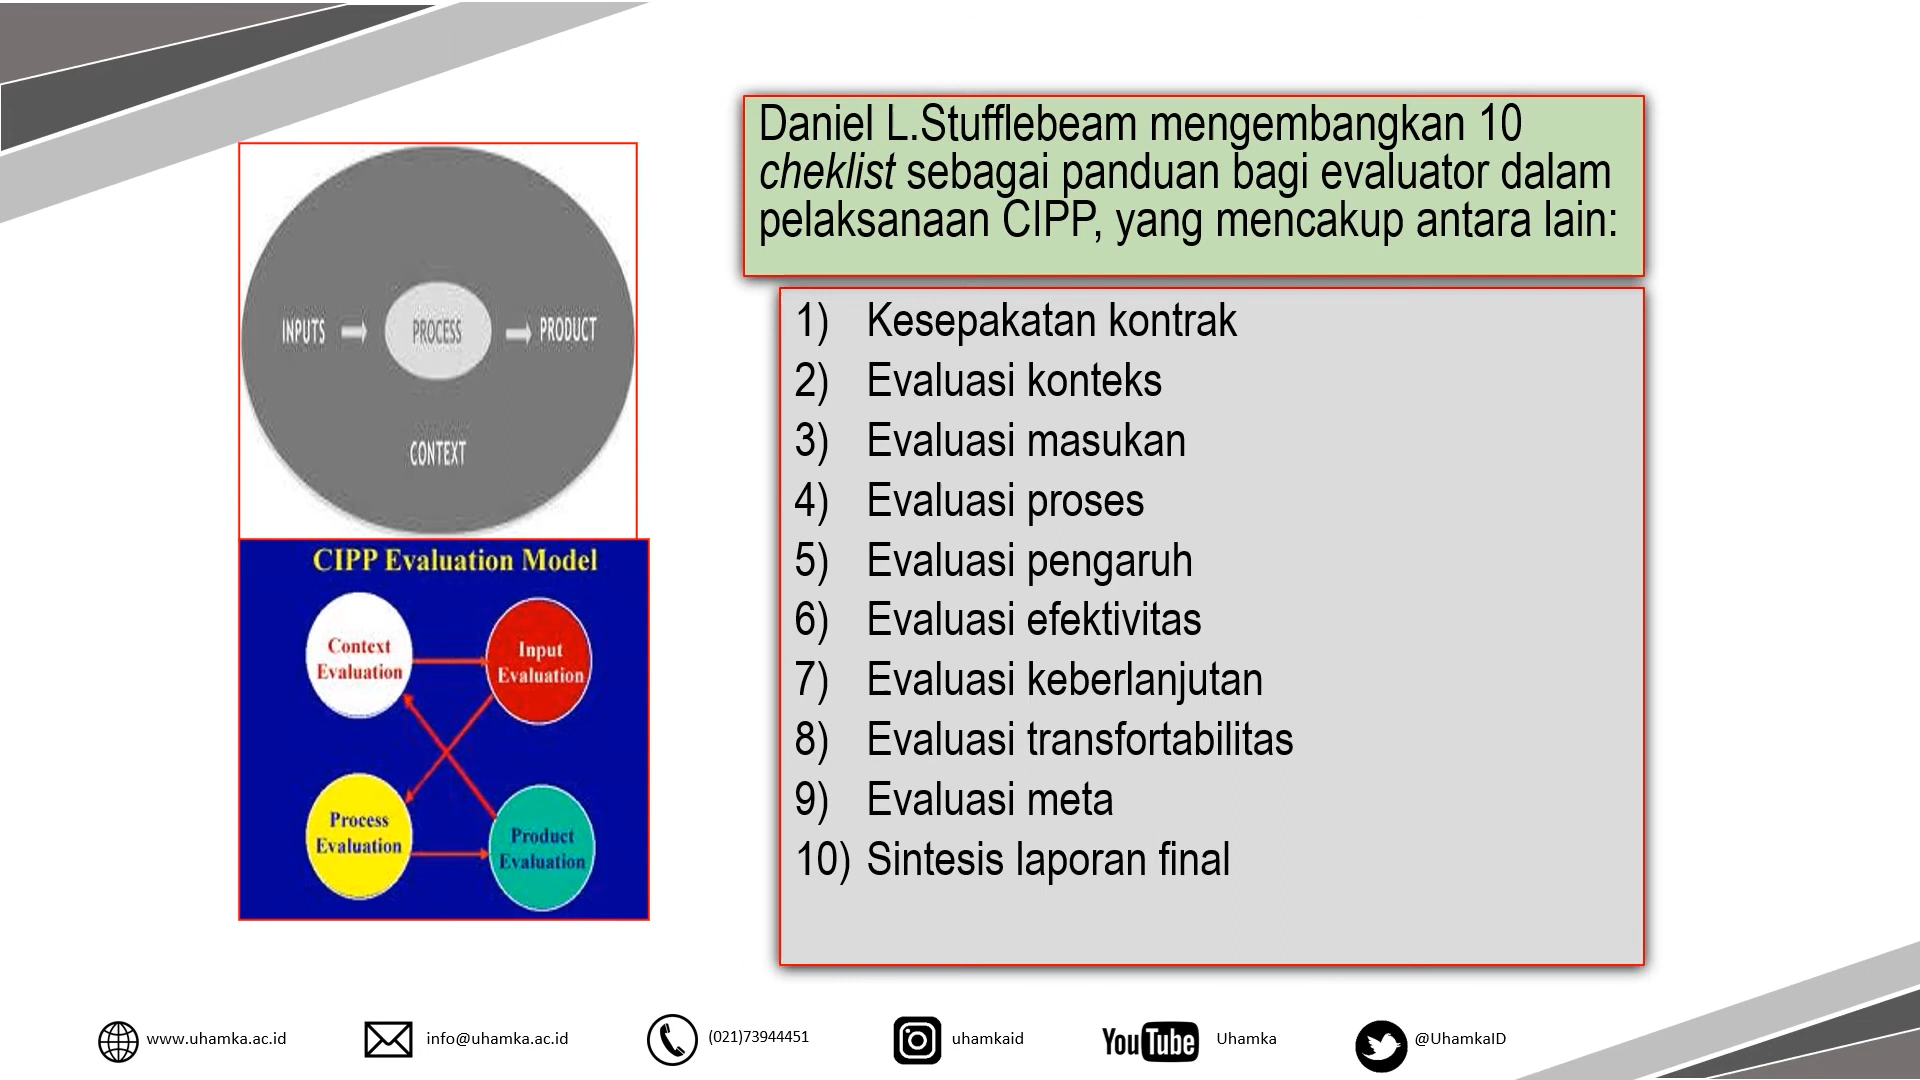 Daniel L.Stufflebeam mengembangkan 10
cheklist sebagai panduan bagi evaluator dalam
pelaksanaan CIPP, yang mencakup antara lain:
INPUTS
PROCESS
PRODUCT
CONTEXT
CIPP Evaluation Model
Context
Evaluation
Input
Evaluation
Process
Evaluation
Product
Evaluation
1) Kesepakatan kontrak
2) Evaluasi konteks
3) Evaluasi masukan
4) Evaluasi proses
5) Evaluasi pengaruh
6) Evaluasi efektivitas
7) Evaluasi keberlanjutan
8) Evaluasi transfortabilitas
9) Evaluasi meta
10) Sintesis laporan final
www.uhamka.ac.id
info@uhamka.ac.id
(021)73944451
uhamkaid
YouTube
Uhamka
@UhamkaID